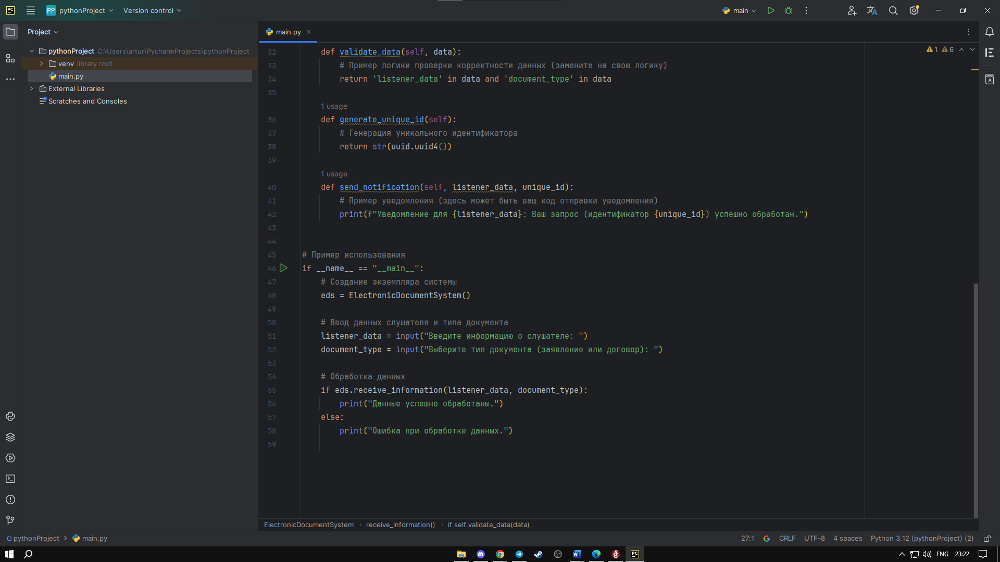 PC PP pythonProject Version control main
Project
main.py
pythonProject C:\Users\artur\PycharmProjects\pythonProject
venv library root
main.py
External Libraries
Scratches and Consoles
1 6
32 def validate_data(self, data):
33 # Пример логики проверки корректности данных (замените на свою логику)
34 return 'listener_data' in data and 'document_type' in data
35
1 usage
36 def generate_unique_id(self):
37 # Генерация уникального идентификатора
38 return str(uuid.uuid4())
39
1 usage
40 def send_notification(self, listener_data, unique_id):
41 # Пример уведомления (здесь может быть ваш код отправки уведомления)
42 print(f"Уведомление для {listener_data}: Ваш запрос (идентификатор {unique_id}) успешно обработан.")
43
44
45 # Пример использования
46 if __name__ == "__main__":
47 # Создание экземпляра системы
48 eds = ElectronicDocumentSystem()
49
50 # Ввод данных слушателя и типа документа
51 listener_data = input("Введите информацию о слушателе: ")
52 document_type = input("Выберите тип документа (заявление или договор): ")
53
54 # Обработка данных
55 if eds.receive_information(listener_data, document_type):
56 print("Данные успешно обработаны.")
57 else:
58 print("Ошибка при обработке данных.")
59
ElectronicDocumentSystem receive_information() if self.validate_data(data)
pythonProject main.py 27:1 CRLF UTF-8 4 spaces Python 3.12 (pythonProject) (2)
ENG 23:22